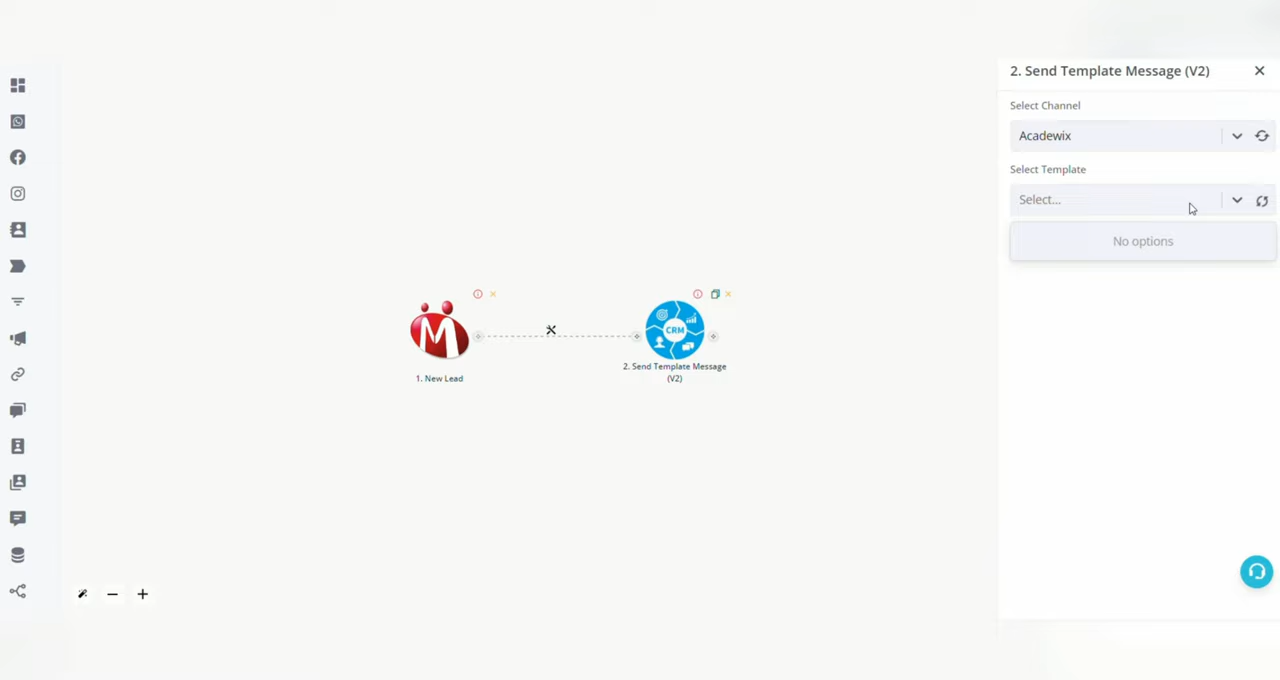 2. Send Template Message (V2)
Select Channel
Acadewix
Select Template
Select...
No options
M
CRM
1. New Lead
2. Send Template Message
(V2)